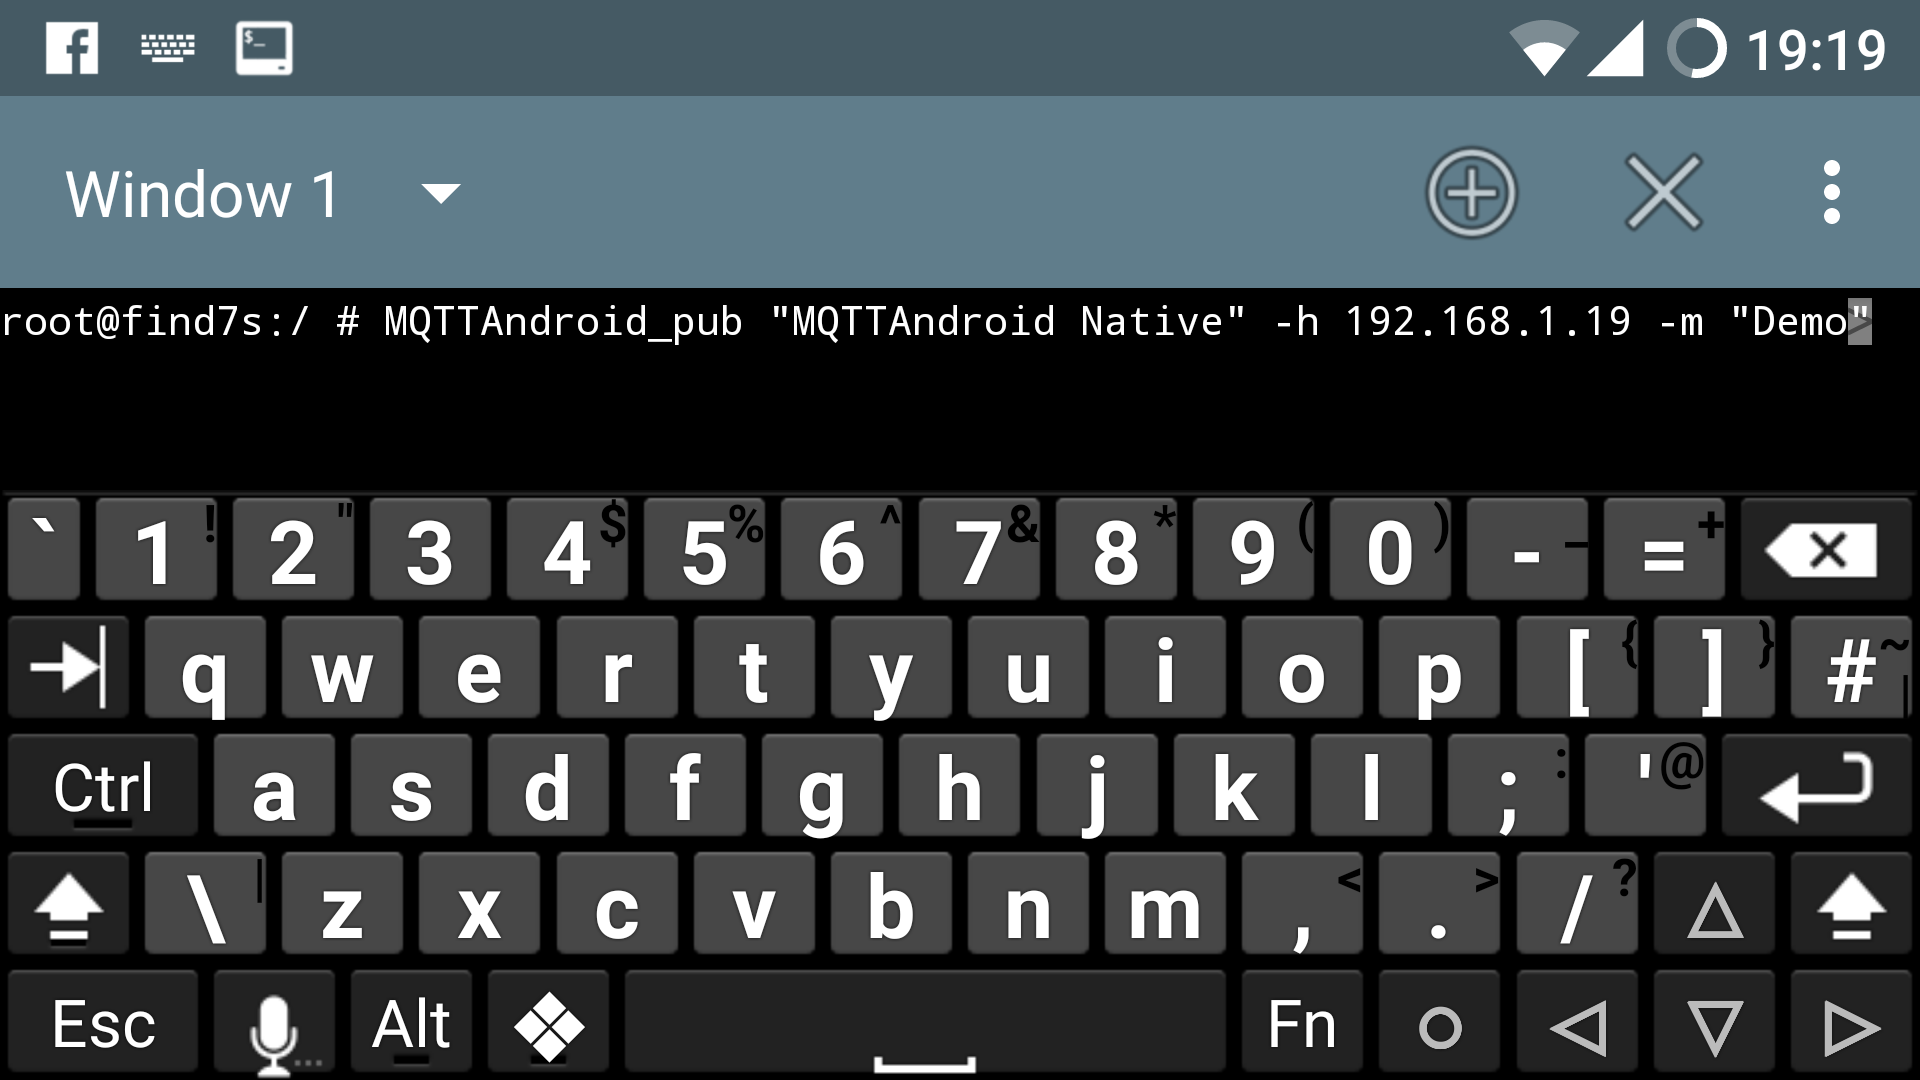 $_ 19:19
Window 1
root@find7s:/ # MQTTAndroid_pub "MQTTAndroid Native" -h 192.168.1.19 -m "Demo"
` 1 ! 2 " 3 4 $ 5 % 6 ^ 7 & 8 * 9 ( 0 ) - _ = +
q w e r t y u i o p [ { ] } # ~
Ctrl a s d f g h j k l ; : ' @
\ | z x c v b n m , < . > / ?
Esc ... Alt Fn